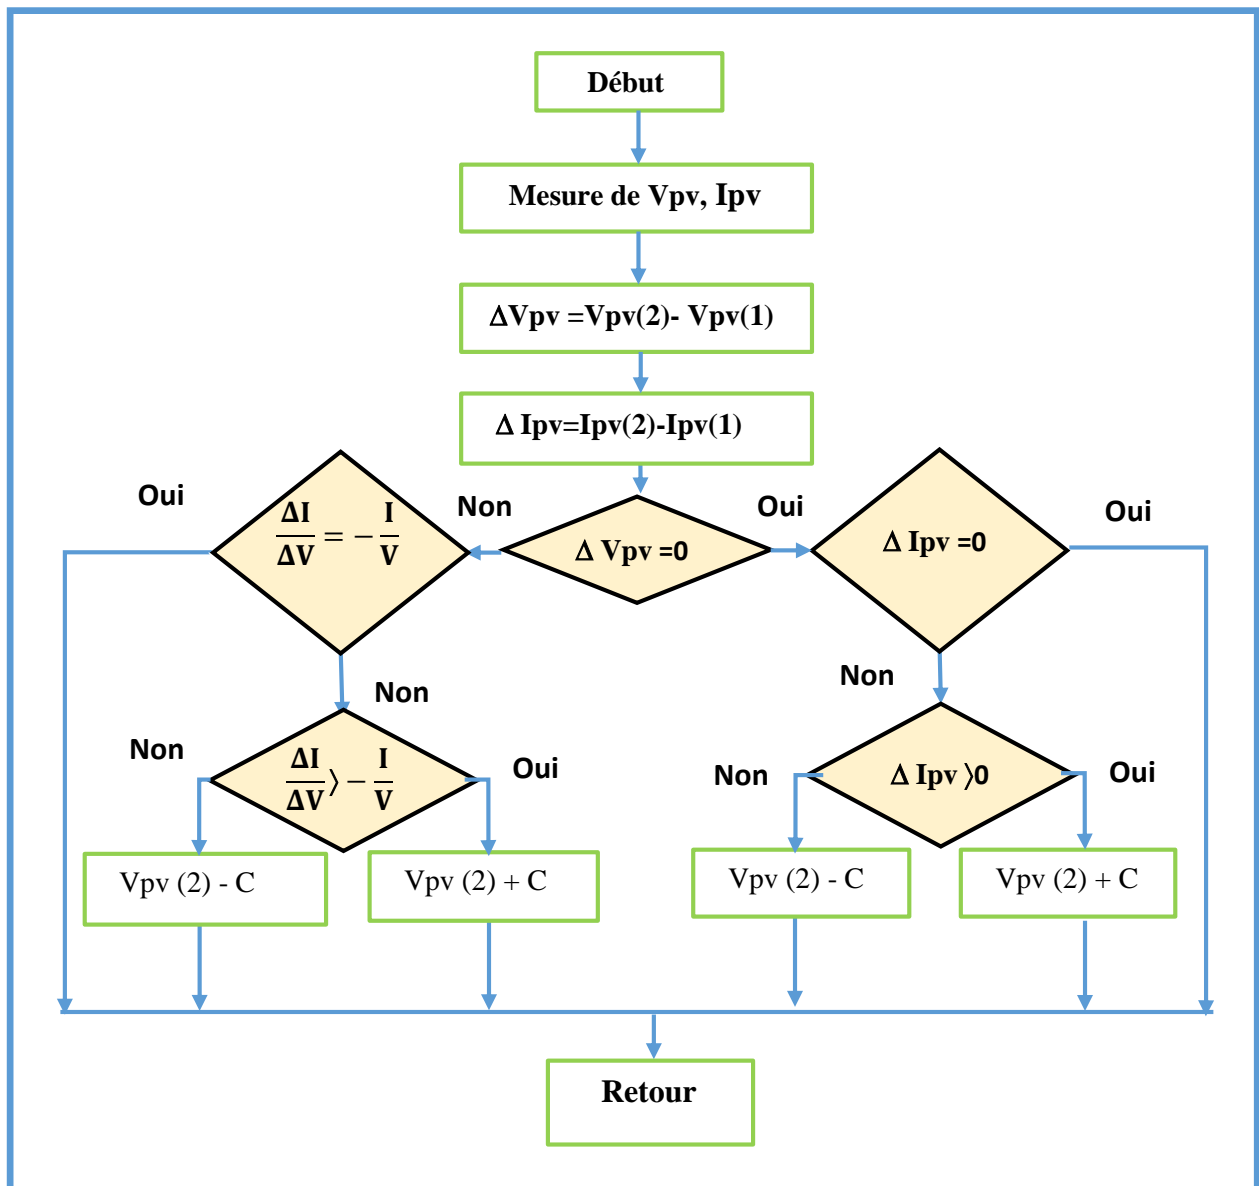 Début
Mesure de Vpv, Ipv
ΔVpv =Vpv(2)- Vpv(1)
Δ Ipv=Ipv(2)-Ipv(1)
Oui
ΔI/ΔV = − I/V
Non
Δ Vpv =0
Oui
Δ Ipv =0
Oui
Non
Non
Non
ΔI/ΔV 〉− I/V
Oui
Non
Δ Ipv 〉0
Oui
Vpv (2) - C
Vpv (2) + C
Vpv (2) - C
Vpv (2) + C
Retour